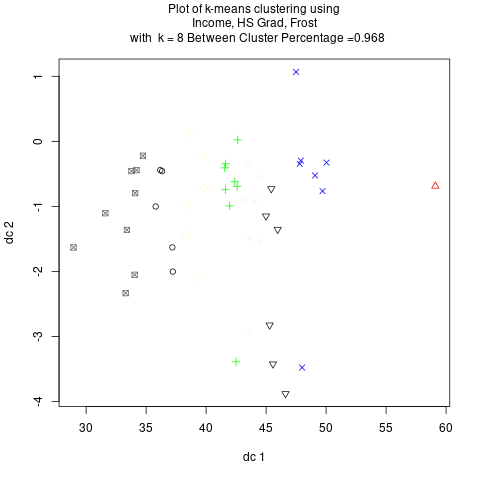 Plot of k-means clustering using
Income, HS Grad, Frost
with k = 8 Between Cluster Percentage =0.968
dc 2
1
0
-1
-2
-3
-4
30 35 40 45 50 55 60
dc 1